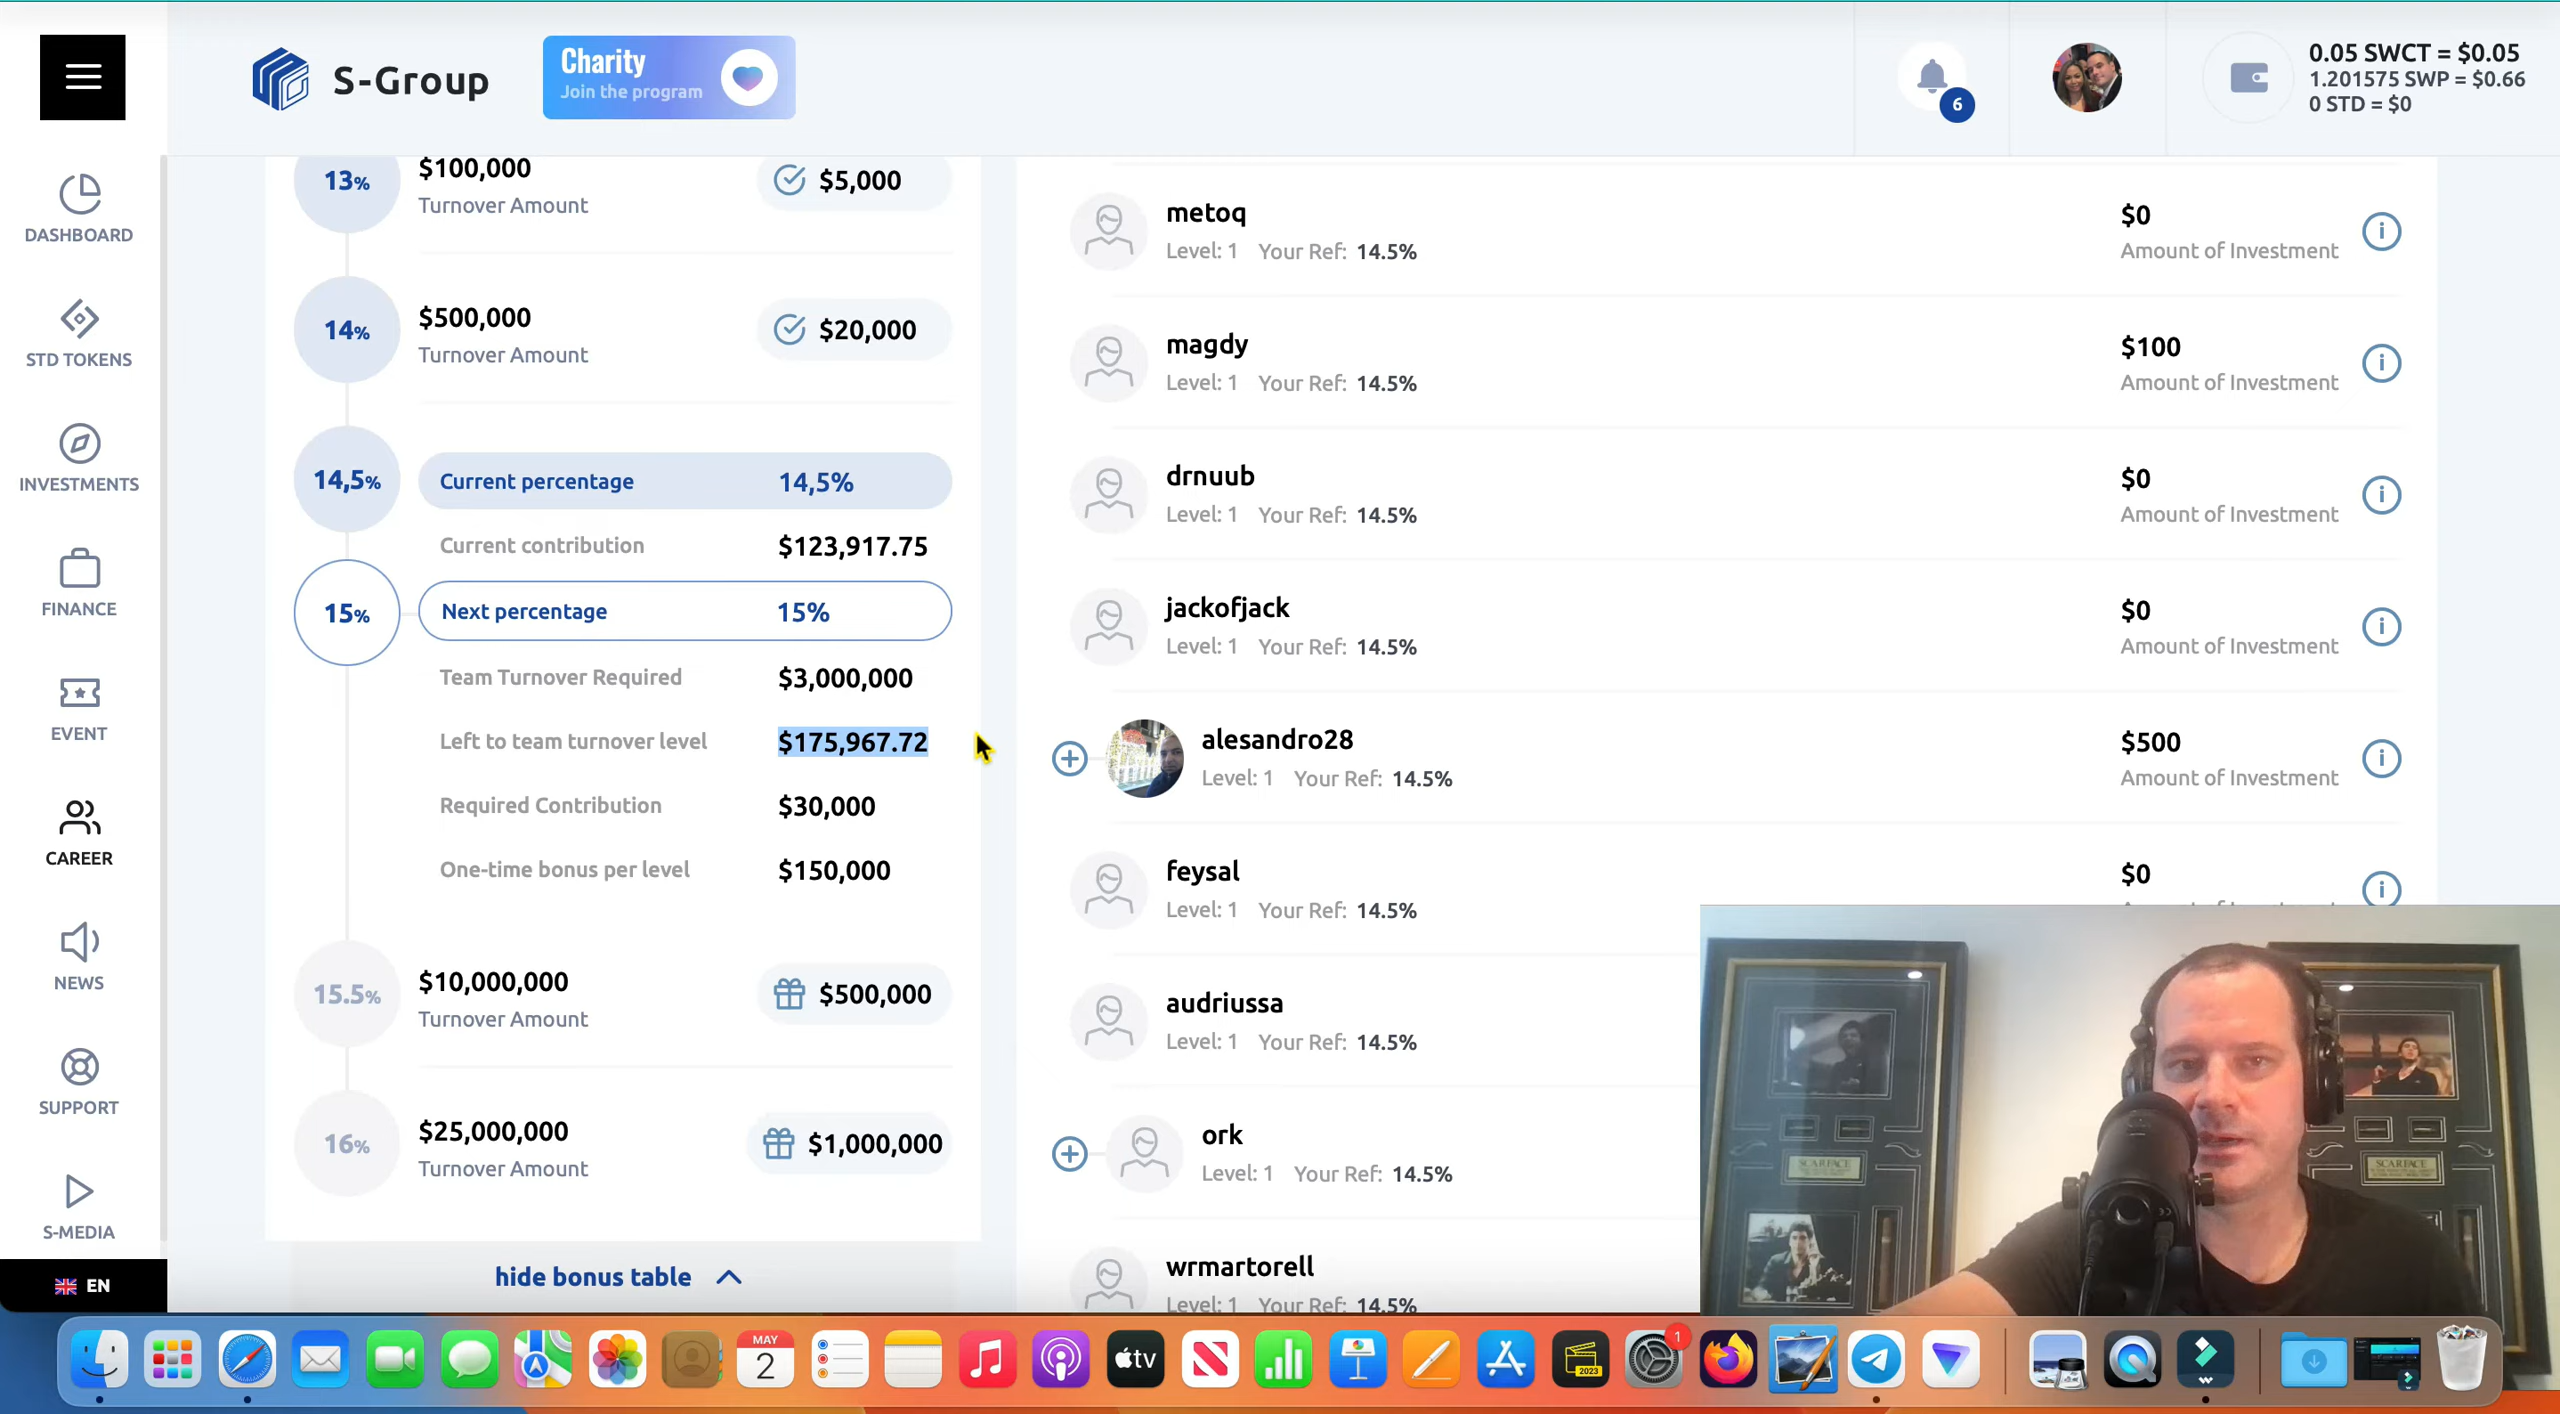 S-Group
Charity
Join the program
6
0.05 SWCT = $0.05
1.201575 SWP = $0.66
0 STD = $0
DASHBOARD
STD TOKENS
INVESTMENTS
FINANCE
EVENT
CAREER
NEWS
SUPPORT
S-MEDIA
EN
13%
$100,000
Turnover Amount
$5,000
14%
$500,000
Turnover Amount
$20,000
14,5%
Current percentage 14,5%
Current contribution $123,917.75
15%
Next percentage 15%
Team Turnover Required $3,000,000
Left to team turnover level $175,967.72
Required Contribution $30,000
One-time bonus per level $150,000
15.5%
$10,000,000
Turnover Amount
$500,000
16%
$25,000,000
Turnover Amount
$1,000,000
hide bonus table
metoq
Level: 1 Your Ref: 14.5%
$0
Amount of Investment
magdy
Level: 1 Your Ref: 14.5%
$100
Amount of Investment
drnuub
Level: 1 Your Ref: 14.5%
$0
Amount of Investment
jackofjack
Level: 1 Your Ref: 14.5%
$0
Amount of Investment
alesandro28
Level: 1 Your Ref: 14.5%
$500
Amount of Investment
feysal
Level: 1 Your Ref: 14.5%
$0
audriussa
Level: 1 Your Ref: 14.5%
ork
Level: 1 Your Ref: 14.5%
wrmartorell
Level: 1 Your Ref: 14.5%
SCARFACE
SCARFACE
MAY
2
tv
2023
1